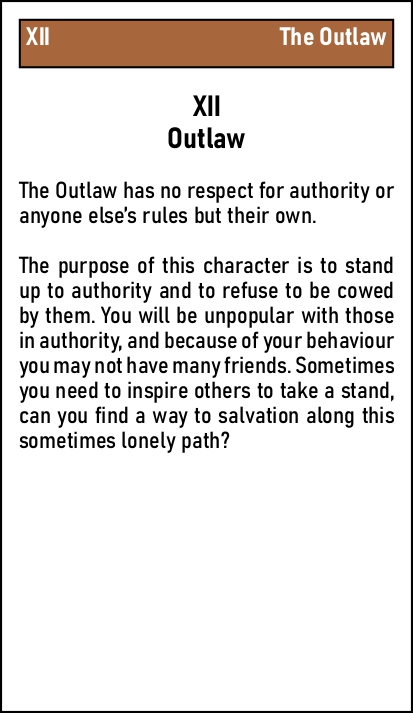 XII The Outlaw
XII
Outlaw
The Outlaw has no respect for authority or
anyone else's rules but their own.
The purpose of this character is to stand
up to authority and to refuse to be cowed
by them. You will be unpopular with those
in authority, and because of your behaviour
you may not have many friends. Sometimes
you need to inspire others to take a stand,
can you find a way to salvation along this
sometimes lonely path?